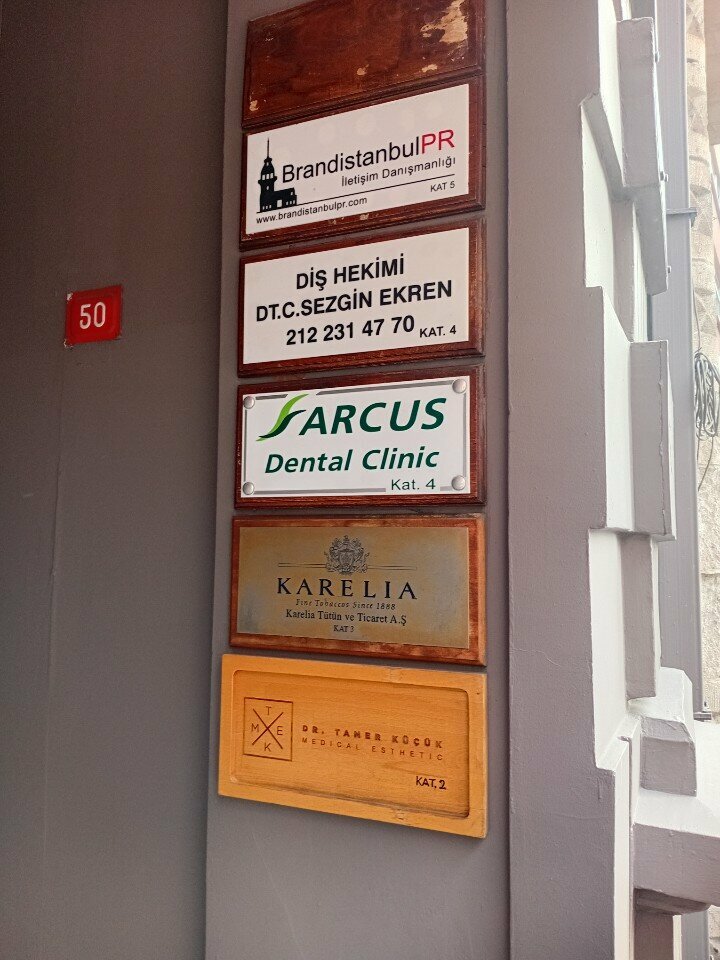 BrandistanbulPR
İletişim Danışmanlığı
www.brandistanbulpr.com
KAT 5
50
DİŞ HEKİMİ
DT.C.SEZGİN EKREN
212 231 47 70 KAT. 4
ARCUS
Dental Clinic
Kat. 4
KARELIA
Fine Tobaccos Since 1888
Karelia Tütün ve Ticaret A.Ş
KAT 3
T
M E
K
DR. TANER KÜÇÜK
MEDICAL ESTHETIC
KAT. 2